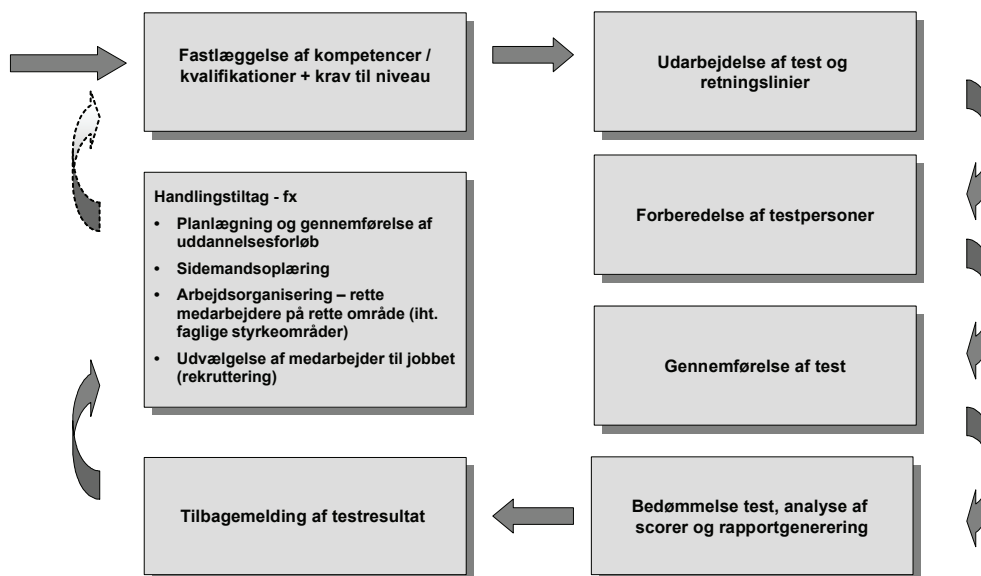 Fastlæggelse af kompetencer /
kvalifikationer + krav til niveau
Udarbejdelse af test og
retningslinier
Forberedelse af testpersoner
Gennemførelse af test
Bedømmelse test, analyse af
scorer og rapportgenerering
Tilbagemelding af testresultat
Handlingstiltag - fx
• Planlægning og gennemførelse af
uddannelsesforløb
• Sidemandsoplæring
• Arbejdsorganisering – rette
medarbejdere på rette område (iht.
faglige styrkeområder)
• Udvælgelse af medarbejder til jobbet
(rekruttering)